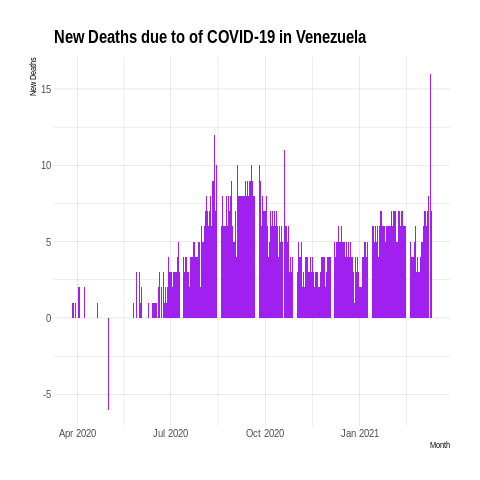 New Deaths due to of COVID-19 in Venezuela
New Deaths
15
10
5
0
-5
Apr 2020 Jul 2020 Oct 2020 Jan 2021
Month